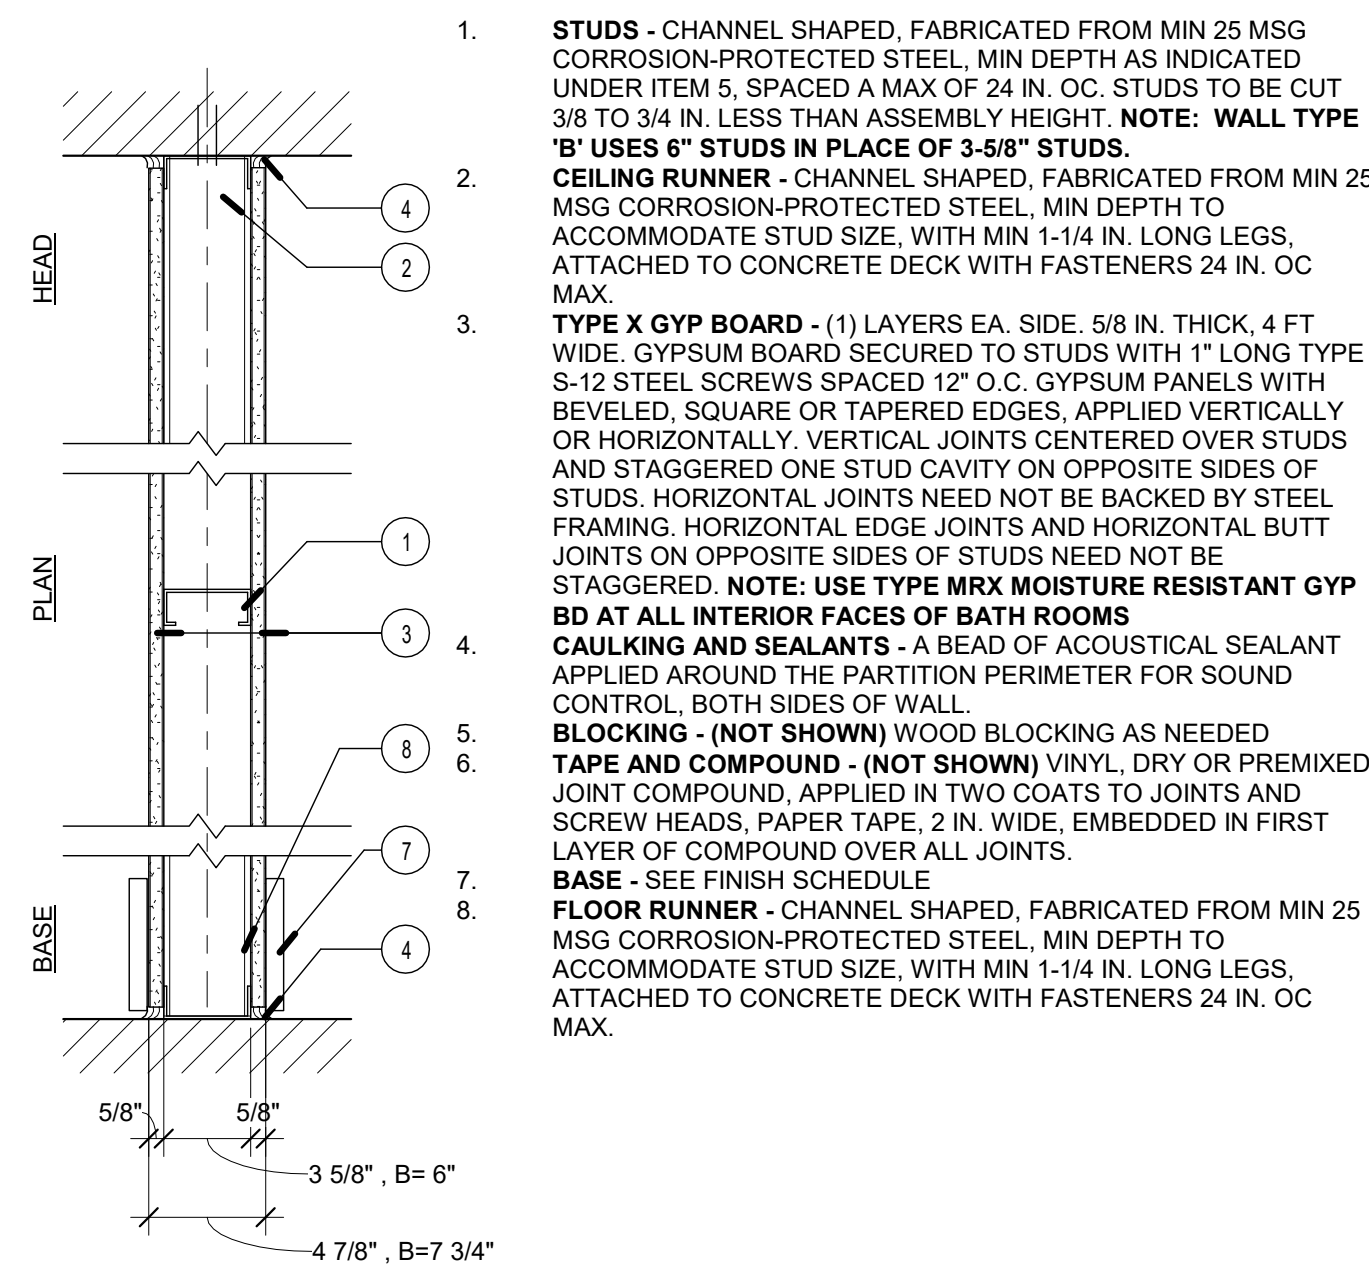 1. STUDS - CHANNEL SHAPED, FABRICATED FROM MIN 25 MSG
CORROSION-PROTECTED STEEL, MIN DEPTH AS INDICATED
UNDER ITEM 5, SPACED A MAX OF 24 IN. OC. STUDS TO BE CUT
3/8 TO 3/4 IN. LESS THAN ASSEMBLY HEIGHT. NOTE: WALL TYPE
'B' USES 6" STUDS IN PLACE OF 3-5/8" STUDS.
2. CEILING RUNNER - CHANNEL SHAPED, FABRICATED FROM MIN 25
MSG CORROSION-PROTECTED STEEL, MIN DEPTH TO
ACCOMMODATE STUD SIZE, WITH MIN 1-1/4 IN. LONG LEGS,
ATTACHED TO CONCRETE DECK WITH FASTENERS 24 IN. OC
MAX.
3. TYPE X GYP BOARD - (1) LAYERS EA. SIDE. 5/8 IN. THICK, 4 FT
WIDE. GYPSUM BOARD SECURED TO STUDS WITH 1" LONG TYPE
S-12 STEEL SCREWS SPACED 12" O.C. GYPSUM PANELS WITH
BEVELED, SQUARE OR TAPERED EDGES, APPLIED VERTICALLY
OR HORIZONTALLY. VERTICAL JOINTS CENTERED OVER STUDS
AND STAGGERED ONE STUD CAVITY ON OPPOSITE SIDES OF
STUDS. HORIZONTAL JOINTS NEED NOT BE BACKED BY STEEL
FRAMING. HORIZONTAL EDGE JOINTS AND HORIZONTAL BUTT
JOINTS ON OPPOSITE SIDES OF STUDS NEED NOT BE
STAGGERED. NOTE: USE TYPE MRX MOISTURE RESISTANT GYP
BD AT ALL INTERIOR FACES OF BATH ROOMS
4. CAULKING AND SEALANTS - A BEAD OF ACOUSTICAL SEALANT
APPLIED AROUND THE PARTITION PERIMETER FOR SOUND
CONTROL, BOTH SIDES OF WALL.
5. BLOCKING - (NOT SHOWN) WOOD BLOCKING AS NEEDED
6. TAPE AND COMPOUND - (NOT SHOWN) VINYL, DRY OR PREMIXED
JOINT COMPOUND, APPLIED IN TWO COATS TO JOINTS AND
SCREW HEADS, PAPER TAPE, 2 IN. WIDE, EMBEDDED IN FIRST
LAYER OF COMPOUND OVER ALL JOINTS.
7. BASE - SEE FINISH SCHEDULE
8. FLOOR RUNNER - CHANNEL SHAPED, FABRICATED FROM MIN 25
MSG CORROSION-PROTECTED STEEL, MIN DEPTH TO
ACCOMMODATE STUD SIZE, WITH MIN 1-1/4 IN. LONG LEGS,
ATTACHED TO CONCRETE DECK WITH FASTENERS 24 IN. OC
MAX.
HEAD
4
2
PLAN
1
3
8
7
BASE
4
5/8" 5/8"
3 5/8" , B= 6"
4 7/8" , B=7 3/4"